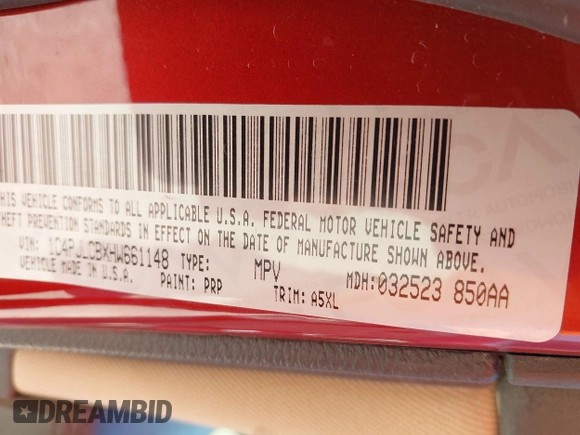 THIS VEHICLE CONFORMS TO ALL APPLICABLE U.S.A. FEDERAL MOTOR VEHICLE SAFETY AND
THEFT PREVENTION STANDARDS IN EFFECT ON THE DATE OF MANUFACTURE SHOWN ABOVE.
VIN: 1C4PJLCBXHW661148 TYPE: MPV MDH:032523 850AA
VEHICLE MADE IN U.S.A. PAINT: PRP TRIM: A5XL
DREAMBID